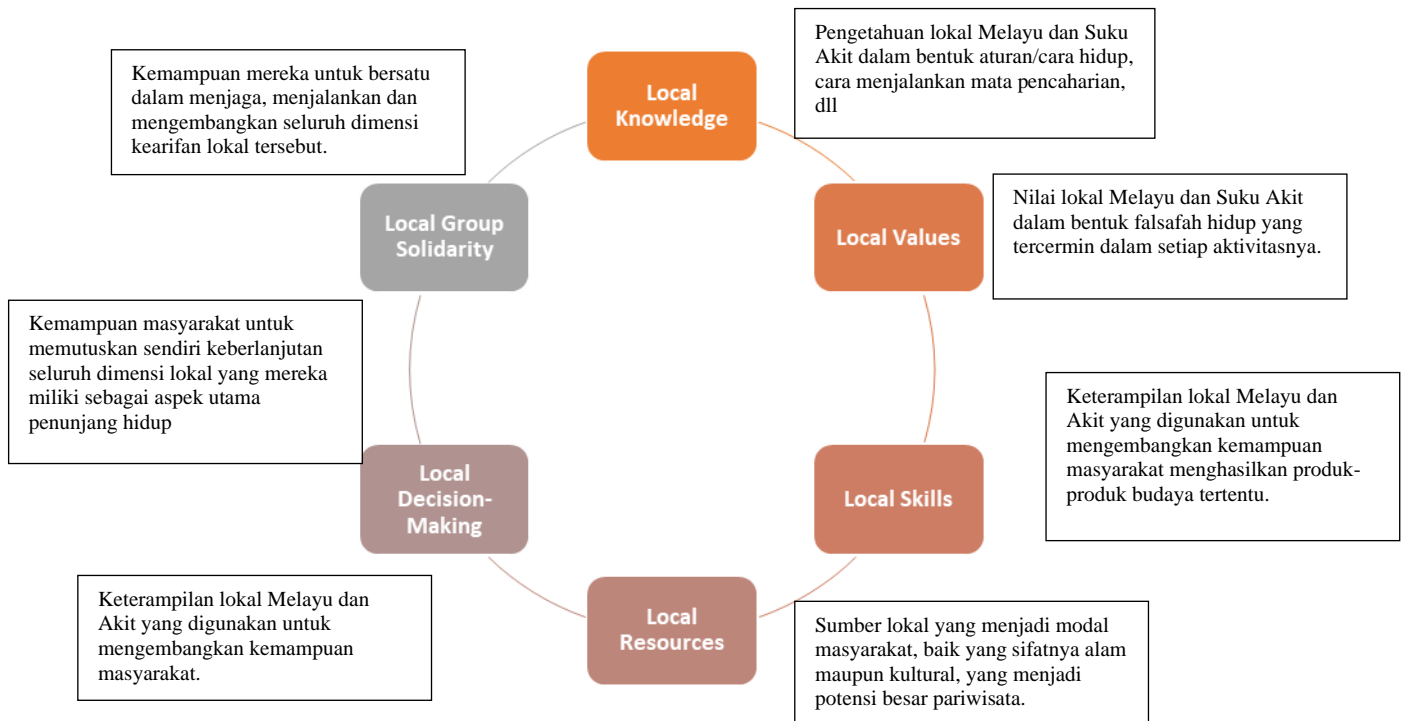 Pengetahuan lokal Melayu dan Suku
Akit dalam bentuk aturan/cara hidup,
cara menjalankan mata pencaharian,
dll
Kemampuan mereka untuk bersatu
dalam menjaga, menjalankan dan
mengembangkan seluruh dimensi
kearifan lokal tersebut.
Local
Knowledge
Local Group
Solidarity
Local Values
Nilai lokal Melayu dan Suku Akit
dalam bentuk falsafah hidup yang
tercermin dalam setiap aktivitasnya.
Kemampuan masyarakat untuk
memutuskan sendiri keberlanjutan
seluruh dimensi lokal yang mereka
miliki sebagai aspek utama
penunjang hidup
Keterampilan lokal Melayu dan
Akit yang digunakan untuk
mengembangkan kemampuan
masyarakat menghasilkan produk-
produk budaya tertentu.
Local
Decision-
Making
Local Skills
Keterampilan lokal Melayu dan
Akit yang digunakan untuk
mengembangkan kemampuan
masyarakat.
Local
Resources
Sumber lokal yang menjadi modal
masyarakat, baik yang sifatnya alam
maupun kultural, yang menjadi
potensi besar pariwisata.